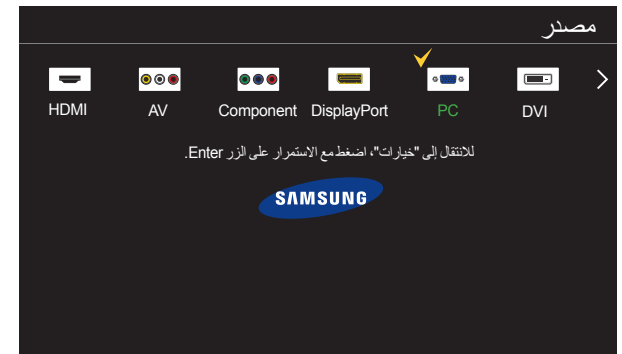 مصدر
HDMI AV Component DisplayPort PC DVI
للانتقال إلى "خيارات"، اضغط مع الاستمرار على الزر Enter.
SAMSUNG